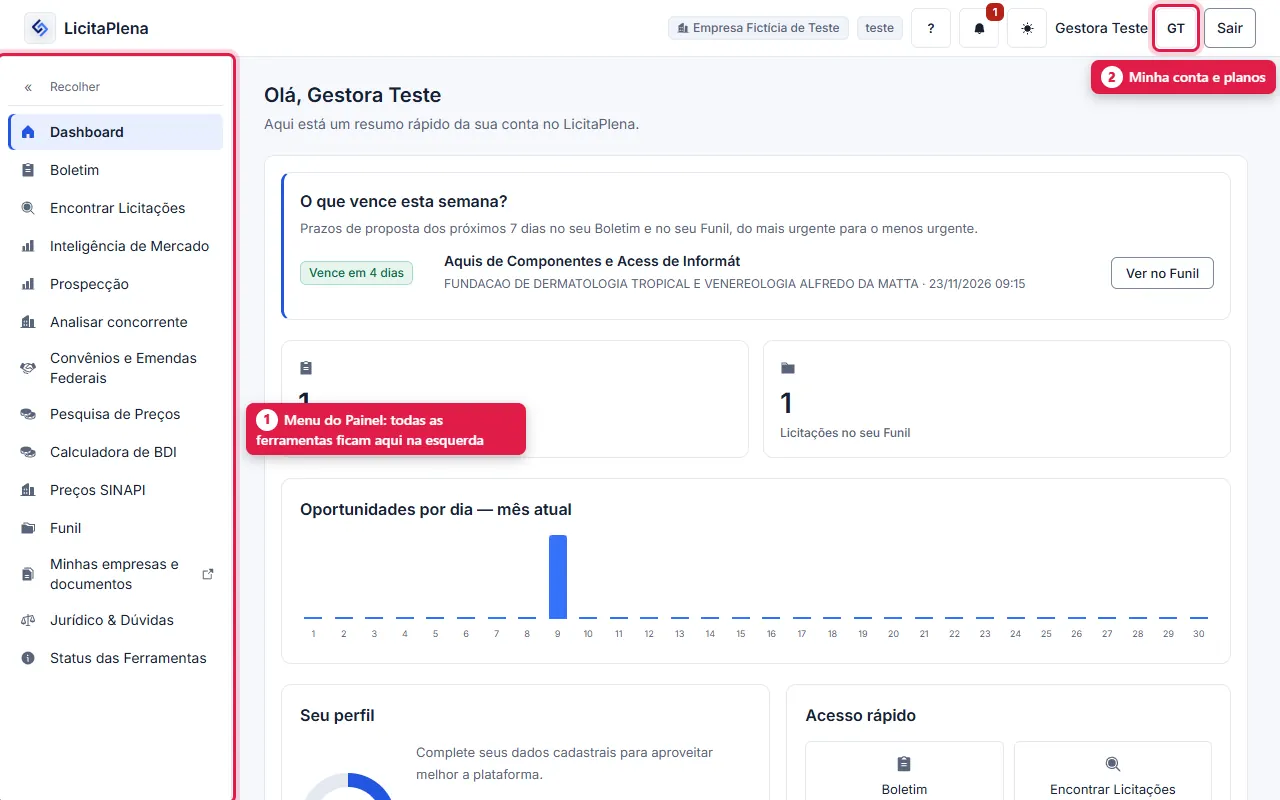 LicitaPlena
Empresa Fictícia de Teste
teste
?
1
Gestora Teste
GT
Sair
2 Minha conta e planos
« Recolher
Dashboard
Boletim
Encontrar Licitações
Inteligência de Mercado
Prospecção
Analisar concorrente
Convênios e Emendas
Federais
Pesquisa de Preços
Calculadora de BDI
Preços SINAPI
Funil
Minhas empresas e
documentos
Jurídico & Dúvidas
Status das Ferramentas
Olá, Gestora Teste
Aqui está um resumo rápido da sua conta no LicitaPlena.
O que vence esta semana?
Prazos de proposta dos próximos 7 dias no seu Boletim e no seu Funil, do mais urgente para o menos urgente.
Vence em 4 dias
Aquis de Componentes e Acess de Informát
FUNDACAO DE DERMATOLOGIA TROPICAL E VENEREOLOGIA ALFREDO DA MATTA · 23/11/2026 09:15
Ver no Funil
1
1 Menu do Painel: todas as
ferramentas ficam aqui na esquerda
1
Licitações no seu Funil
Oportunidades por dia — mês atual
1 2 3 4 5 6 7 8 9 10 11 12 13 14 15 16 17 18 19 20 21 22 23 24 25 26 27 28 29 30
Seu perfil
Complete seus dados cadastrais para aproveitar
melhor a plataforma.
Acesso rápido
Boletim
Encontrar Licitações